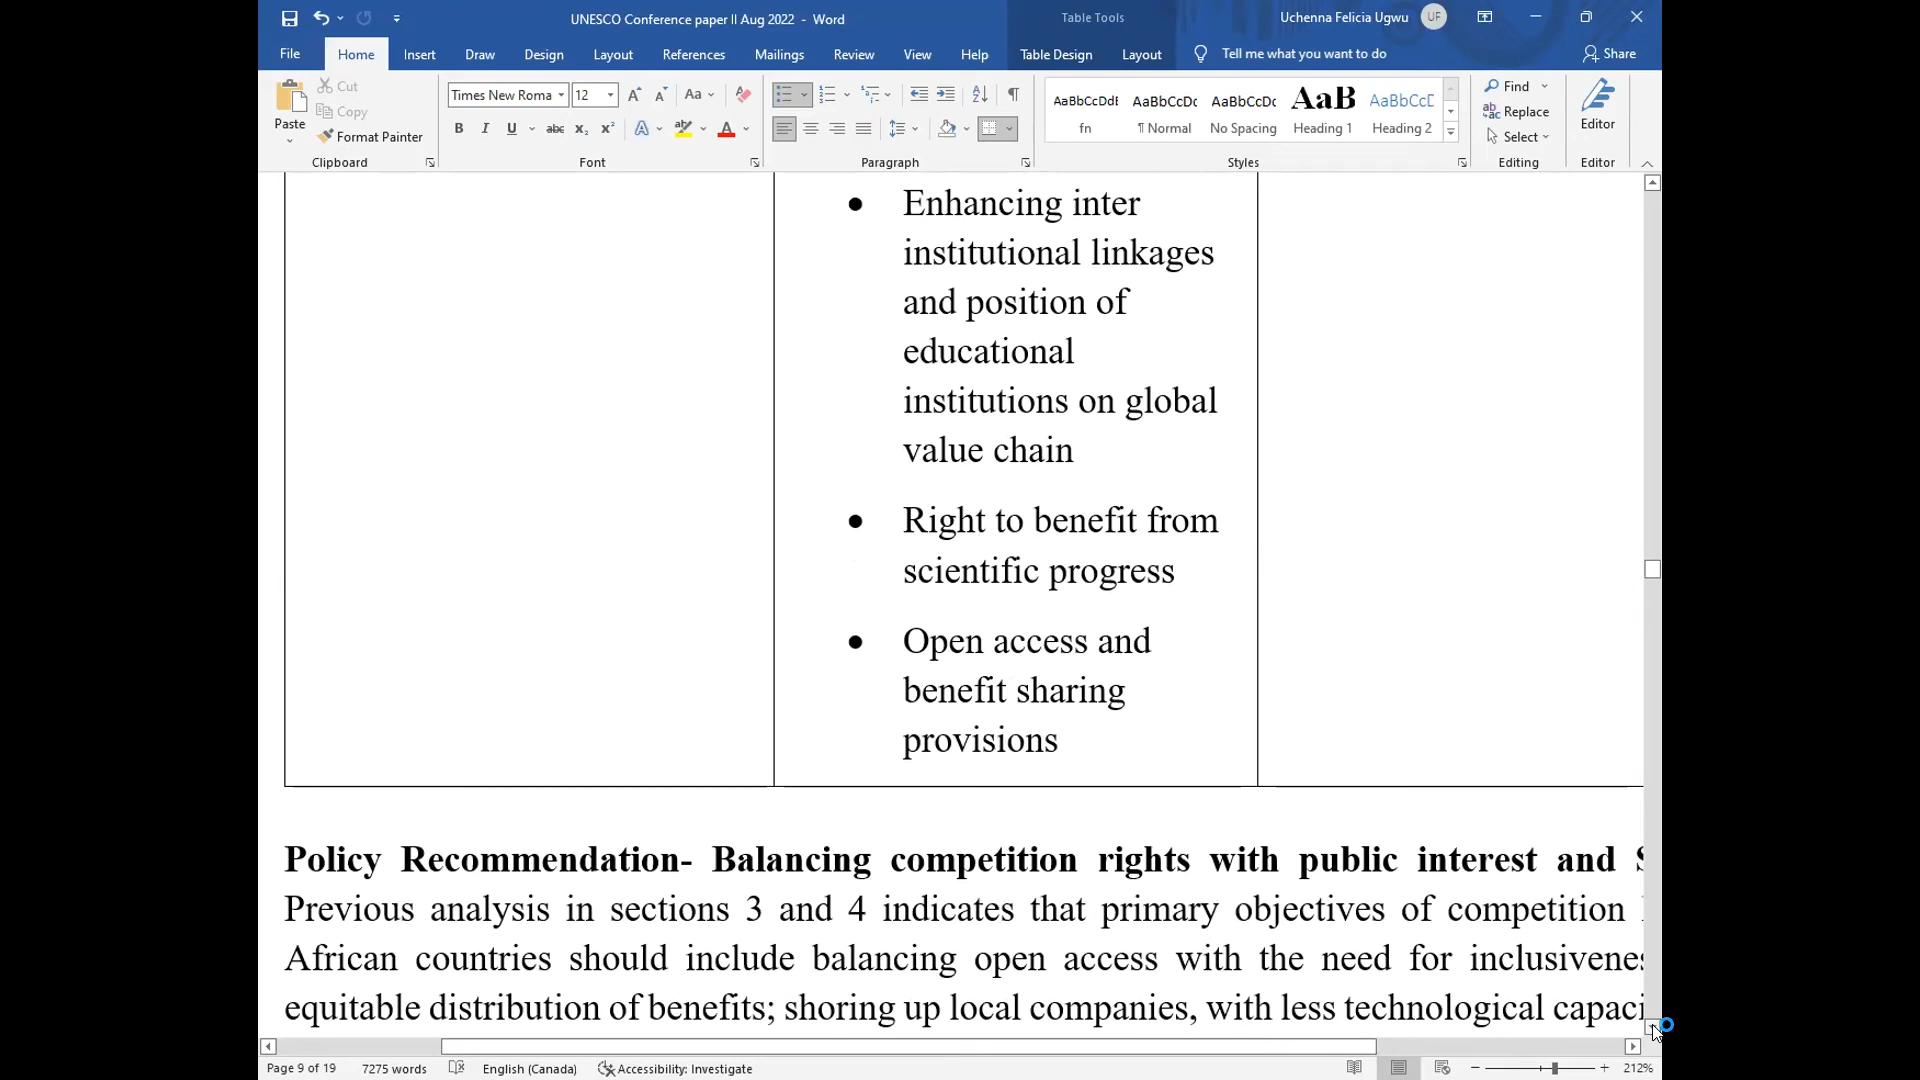 UNESCO Conference paper II Aug 2022 - Word
Table Tools
Uchenna Felicia Ugwu
UF
File
Home
Insert
Draw
Design
Layout
References
Mailings
Review
View
Help
Table Design
Layout
Tell me what you want to do
Share
Paste
Cut
Copy
Format Painter
Clipboard
Times New Roma
12
Aa
B I U abc x₂ x² A A
Font
Paragraph
AaBbCcDdE
fn
AaBbCcDc
¶ Normal
AaBbCcDc
No Spacing
AaB
Heading 1
AaBbCcD
Heading 2
Styles
Find
Replace
Select
Editing
Editor
Editor
• Enhancing inter
institutional linkages
and position of
educational
institutions on global
value chain
• Right to benefit from
scientific progress
• Open access and
benefit sharing
provisions
Policy Recommendation- Balancing competition rights with public interest and
Previous analysis in sections 3 and 4 indicates that primary objectives of competition
African countries should include balancing open access with the need for
equitable distribution of benefits; shoring up local companies, with less technological
Page 9 of 19
7275 words
English (Canada)
Accessibility: Investigate
212%